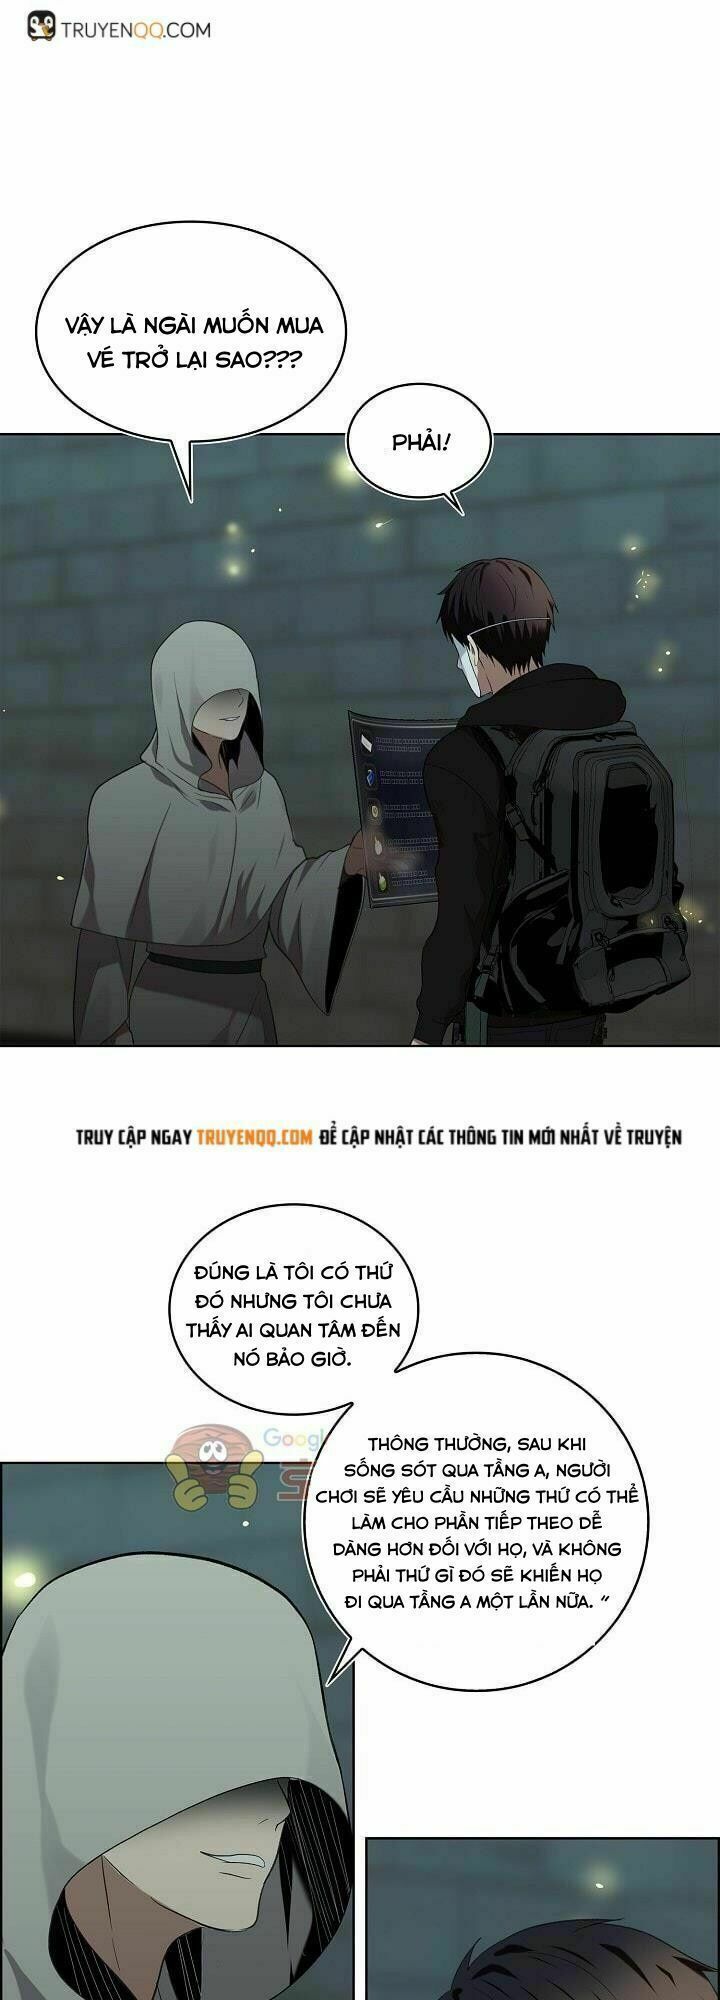 TRUYENQQ.COM
VẬY LÀ NGÀI MUỐN MUA
VÉ TRỞ LẠI SAO???
PHẢI!
TRUY CẬP NGAY TRUYENQQ.COM ĐỂ CẬP NHẬT CÁC THÔNG TIN MỚI NHẤT VỀ TRUYỆN
ĐÚNG LÀ TÔI CÓ THỨ
ĐÓ NHƯNG TÔI CHƯA
THẤY AI QUAN TÂM ĐẾN
NÓ BẢO GIỜ.
Google
THÔNG THƯỜNG, SAU KHI
SỐNG SÓT QUA TẦNG A, NGƯỜI
CHƠI SẼ YÊU CẦU NHỮNG THỨ CÓ THỂ
LÀM CHO PHẦN TIẾP THEO DỄ
DÀNG HƠN ĐỐI VỚI HỌ, VÀ KHÔNG
PHẢI THỨ GÌ ĐÓ SẼ KHIẾN HỌ
ĐI QUA TẦNG A MỘT LẦN NỮA. "